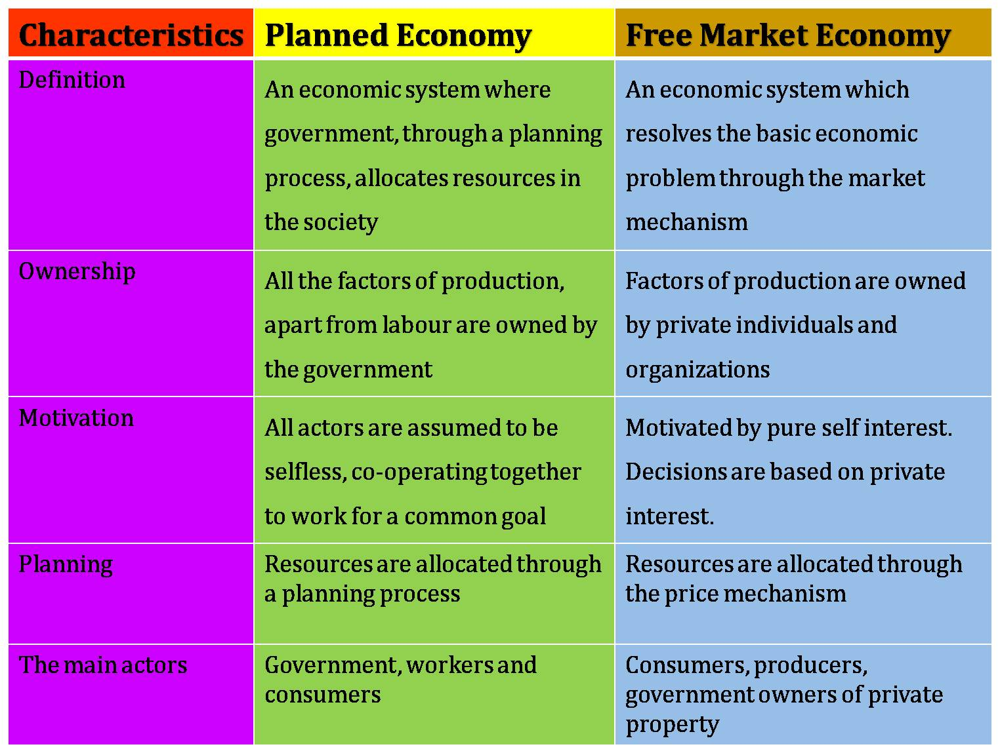 Characteristics
Planned Economy
Free Market Economy
Definition
An economic system where
government, through a planning
process, allocates resources in
the society
An economic system which
resolves the basic economic
problem through the market
mechanism
Ownership
All the factors of production,
apart from labour are owned by
the government
Factors of production are owned
by private individuals and
organizations
Motivation
All actors are assumed to be
selfless, co-operating together
to work for a common goal
Motivated by pure self interest.
Decisions are based on private
interest.
Planning
Resources are allocated through
a planning process
Resources are allocated through
the price mechanism
The main actors
Government, workers and
consumers
Consumers, producers,
government owners of private
property